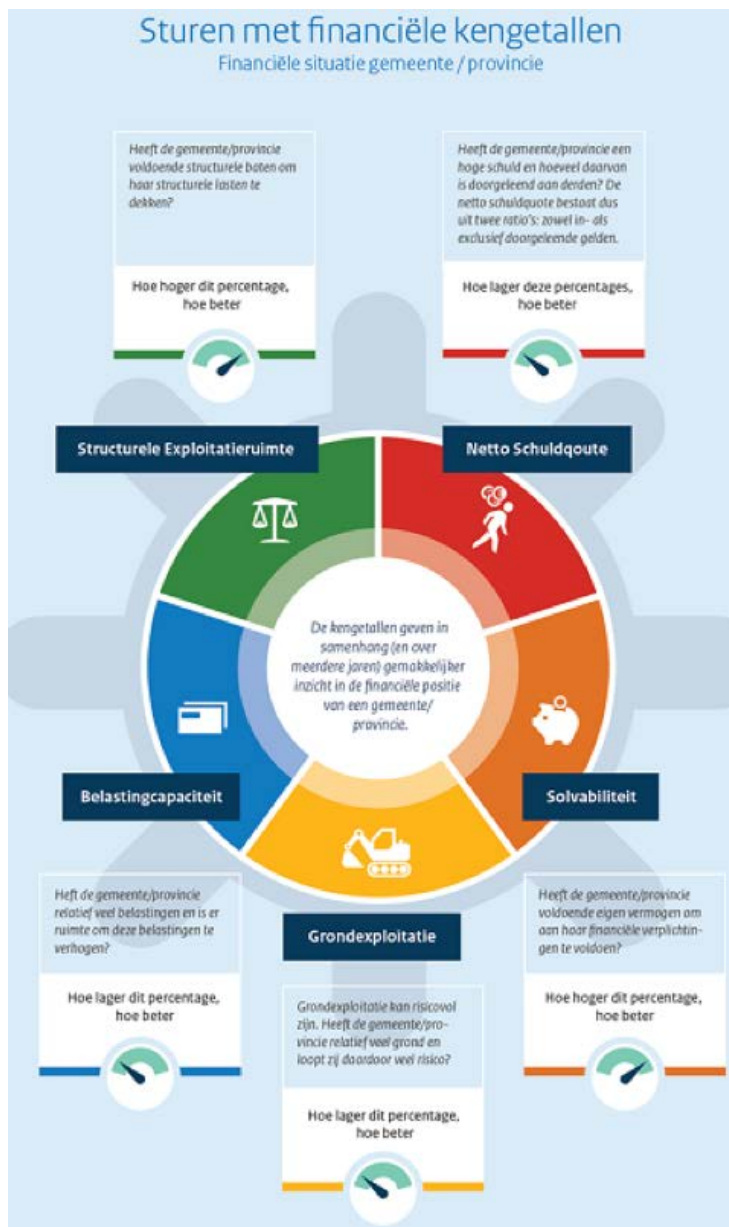 Sturen met financiële kengetallen
Financiële situatie gemeente / provincie
Heeft de gemeente/provincie
voldoende structurele baten om
haar structurele lasten te
dekken?
Hoe hoger dit percentage,
hoe beter
Heeft de gemeente/provincie een
hoge schuld en hoeveel daarvan
is doorgeleend aan derden? De
netto schuldquote bestaat dus
uit twee ratio's: zowel in- als
exclusief doorgeleende gelden.
Hoe lager deze percentages,
hoe beter
Structurele Exploitatieruimte
Netto Schuldqoute
De kengetallen geven in
samenhang (en over
meerdere jaren) gemakkelijker
inzicht in de financiële positie
van een gemeente/
provincie.
Belastingcapaciteit
Solvabiliteit
Grondexploitatie
Heft de gemeente/provincie
relatief veel belastingen en is er
ruimte om deze belastingen te
verhogen?
Hoe lager dit percentage,
hoe beter
Grondexploitatie kan risicovol
zijn. Heeft de gemeente/pro-
vincie relatief veel grond en
loopt zij daardoor veel risico?
Hoe lager dit percentage,
hoe beter
Heeft de gemeente/provincie
voldoende eigen vermogen om
aan haar financiële verplichtin-
gen te voldoen?
Hoe hoger dit percentage,
hoe beter